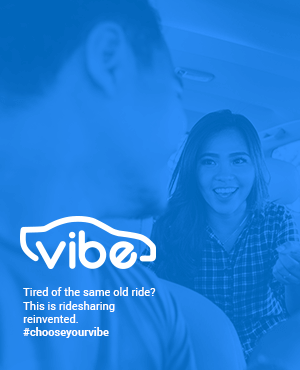 vibe
Tired of the same old ride?
This is ridesharing
reinvented.
#chooseyourvibe